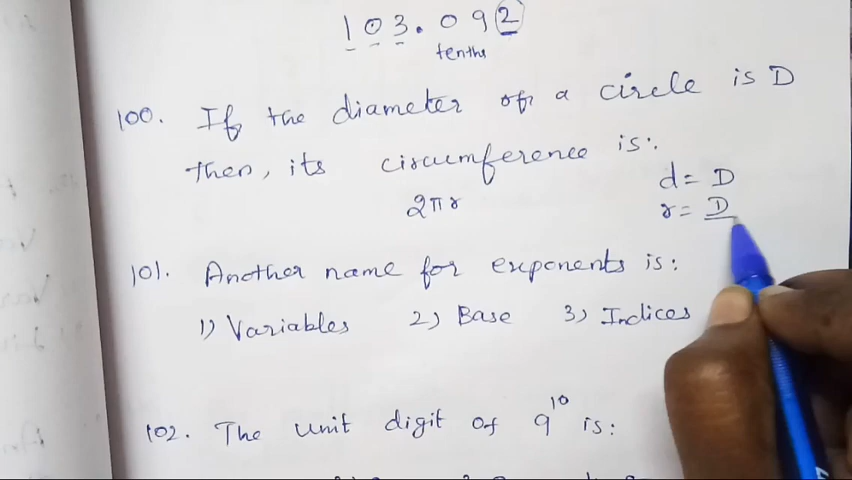 103.092
tenths
100. If the diameter of a circle is D
then, its circumference is:.
d = D
2πr
r = D
101. Another name for exponents is:
1) Variables 2) Base 3) Indices
102. The unit digit of 9^10 is: